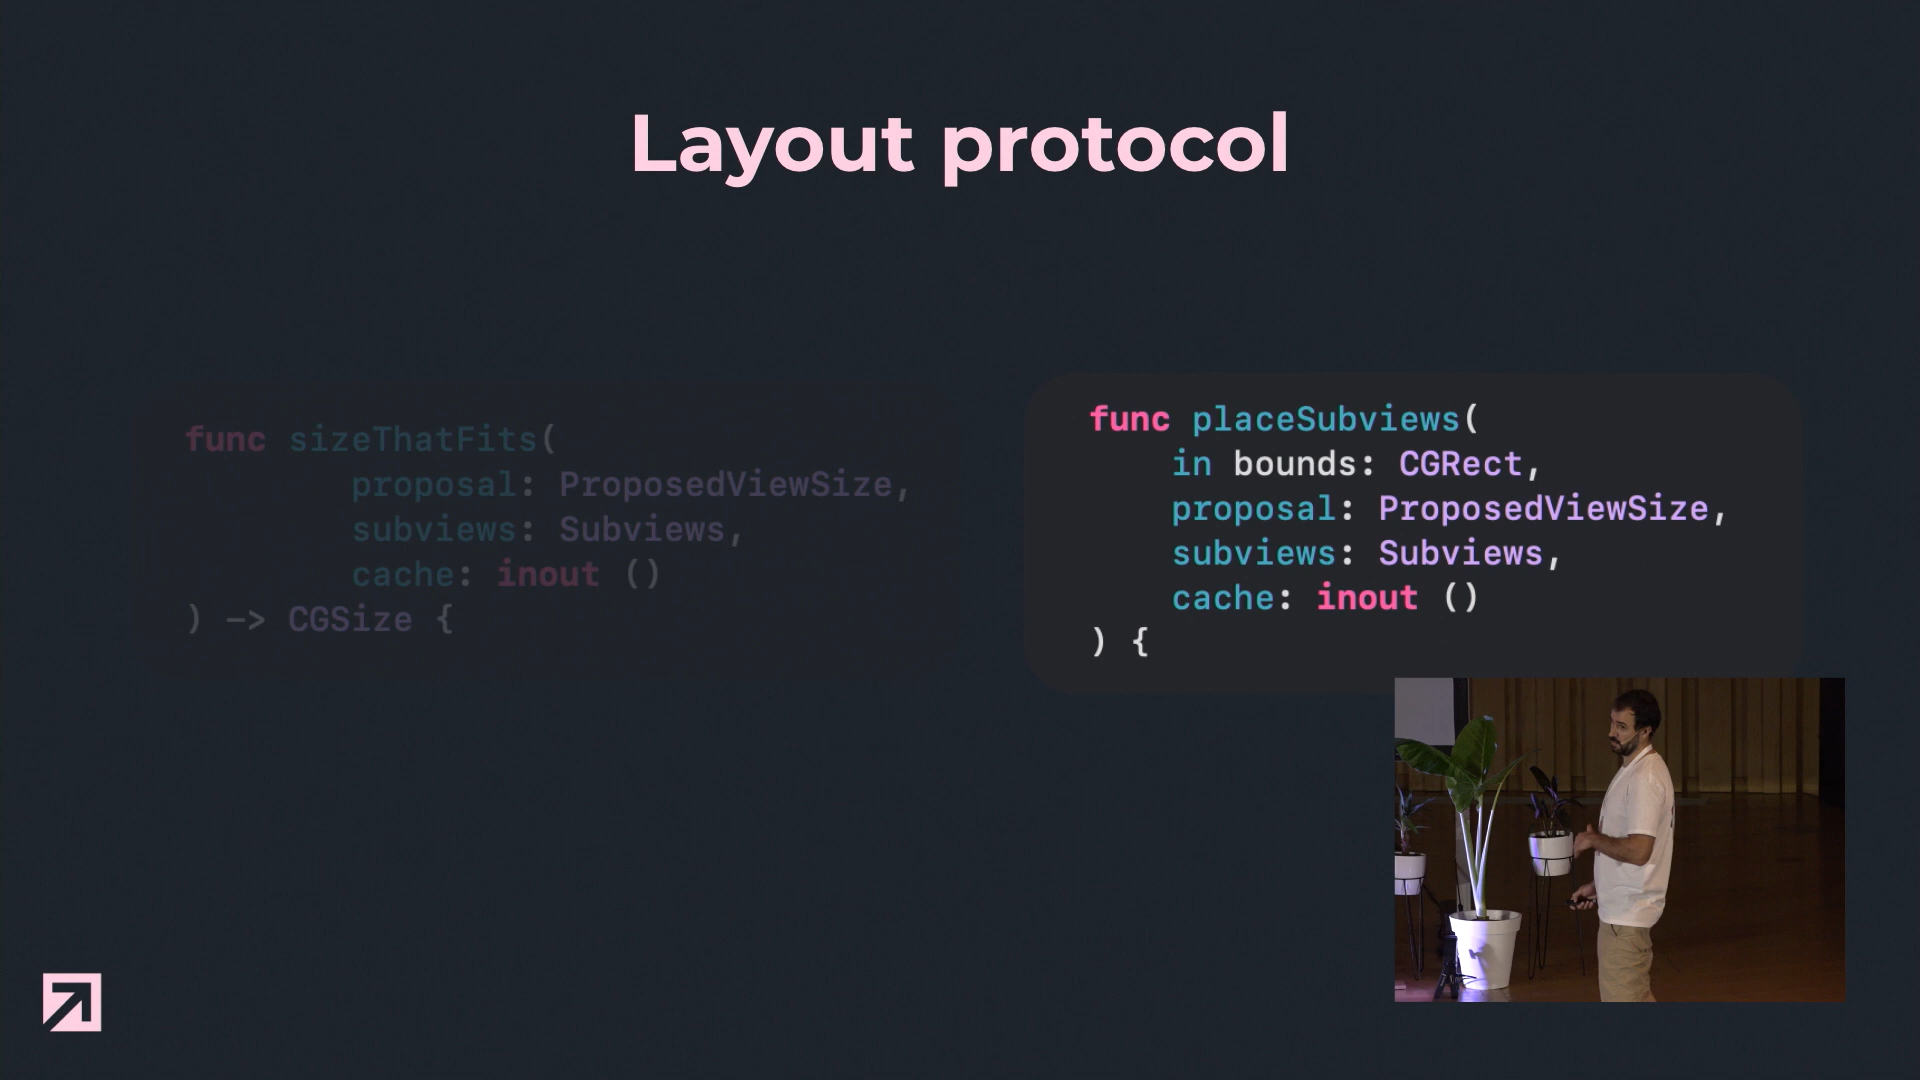 Layout protocol
func sizeThatFits(
proposal: ProposedViewSize,
subviews: Subviews,
cache: inout ()
) -> CGSize {
func placeSubviews(
in bounds: CGRect,
proposal: ProposedViewSize,
subviews: Subviews,
cache: inout ()
) {